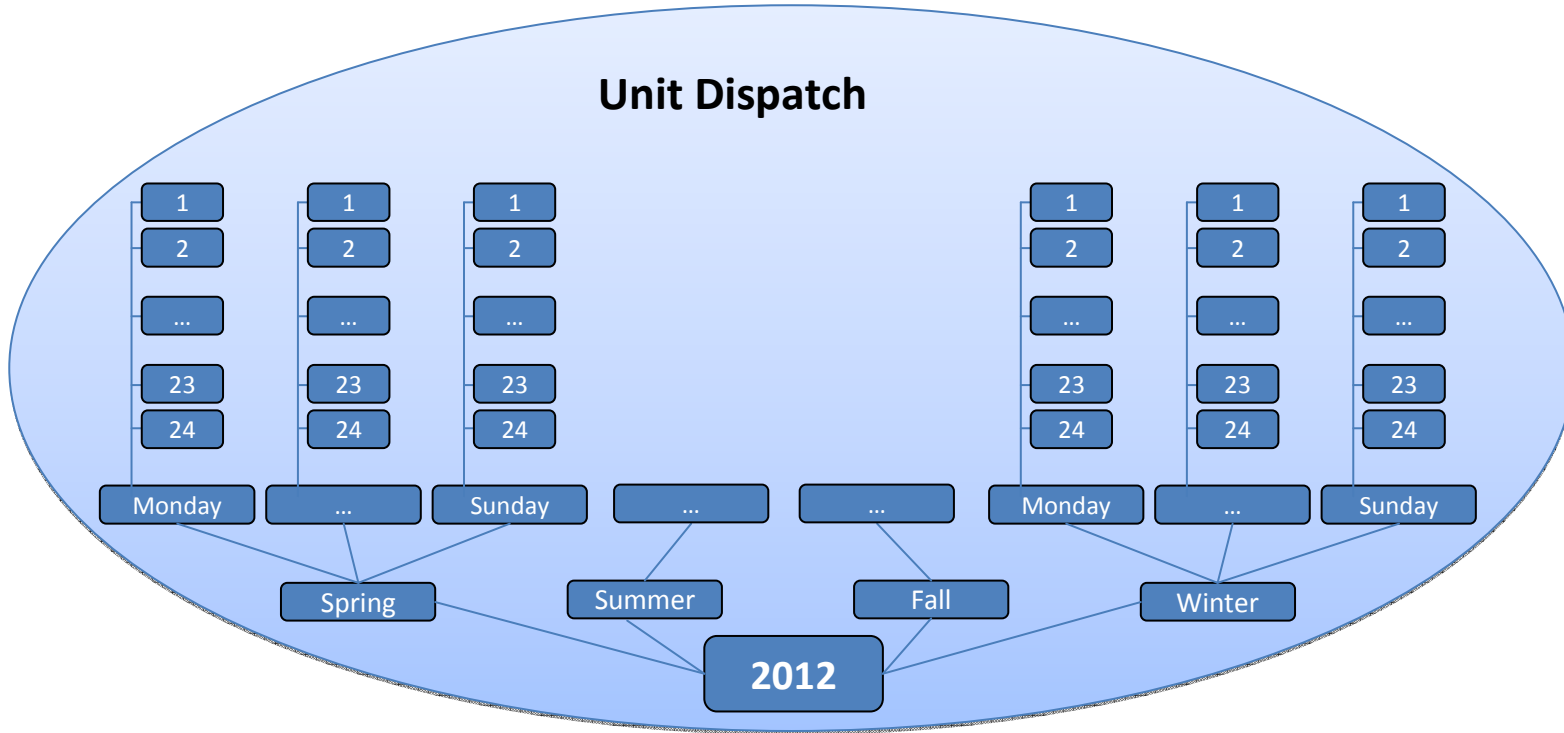 Unit Dispatch
1 1 1 1 1 1
2 2 2 2 2 2
... ... ... ... ... ...
23 23 23 23 23 23
24 24 24 24 24 24
Monday ... Sunday ... ... Monday ... Sunday
Spring Summer Fall Winter
2012